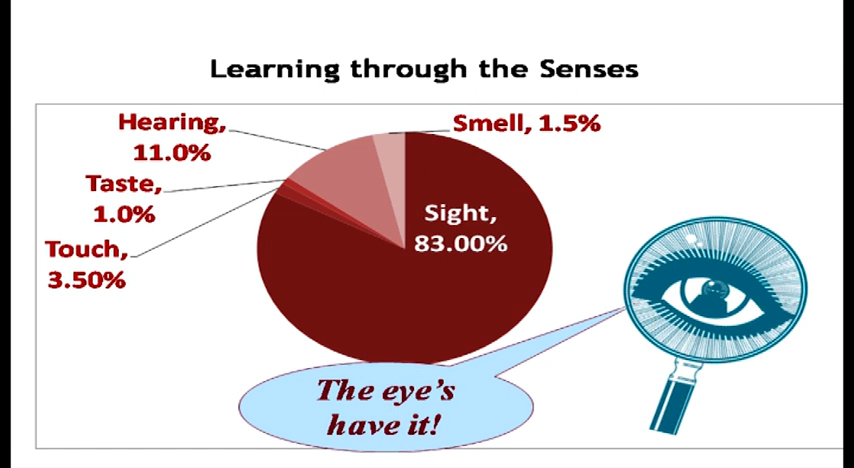 Learning through the Senses
Hearing,
11.0%
Smell, 1.5%
Taste,
1.0%
Sight,
83.00%
Touch,
3.50%
The eye’s
have it!